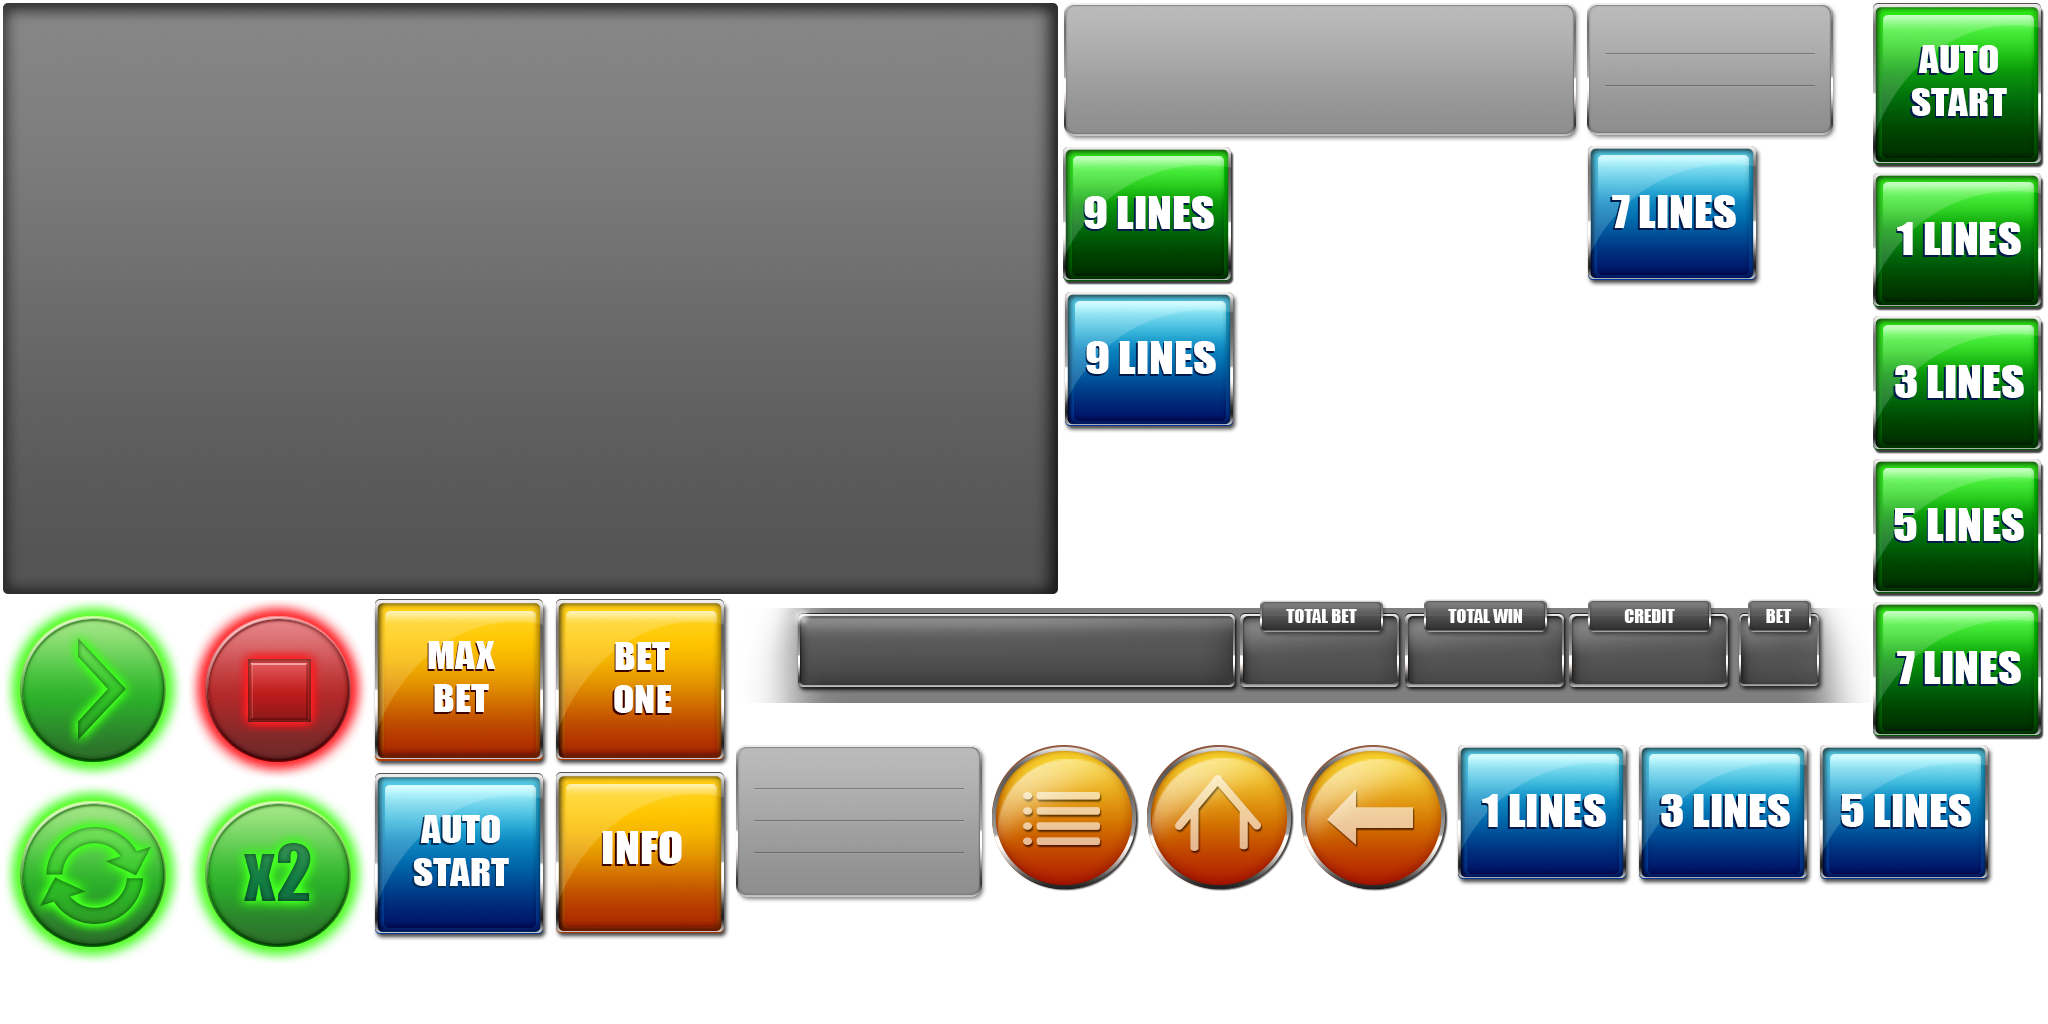 AUTO
START
9 LINES
7 LINES
1 LINES
9 LINES
3 LINES
5 LINES
TOTAL BET
TOTAL WIN
CREDIT
BET
7 LINES
MAX
BET
BET
ONE
AUTO
START
INFO
x2
1 LINES
3 LINES
5 LINES